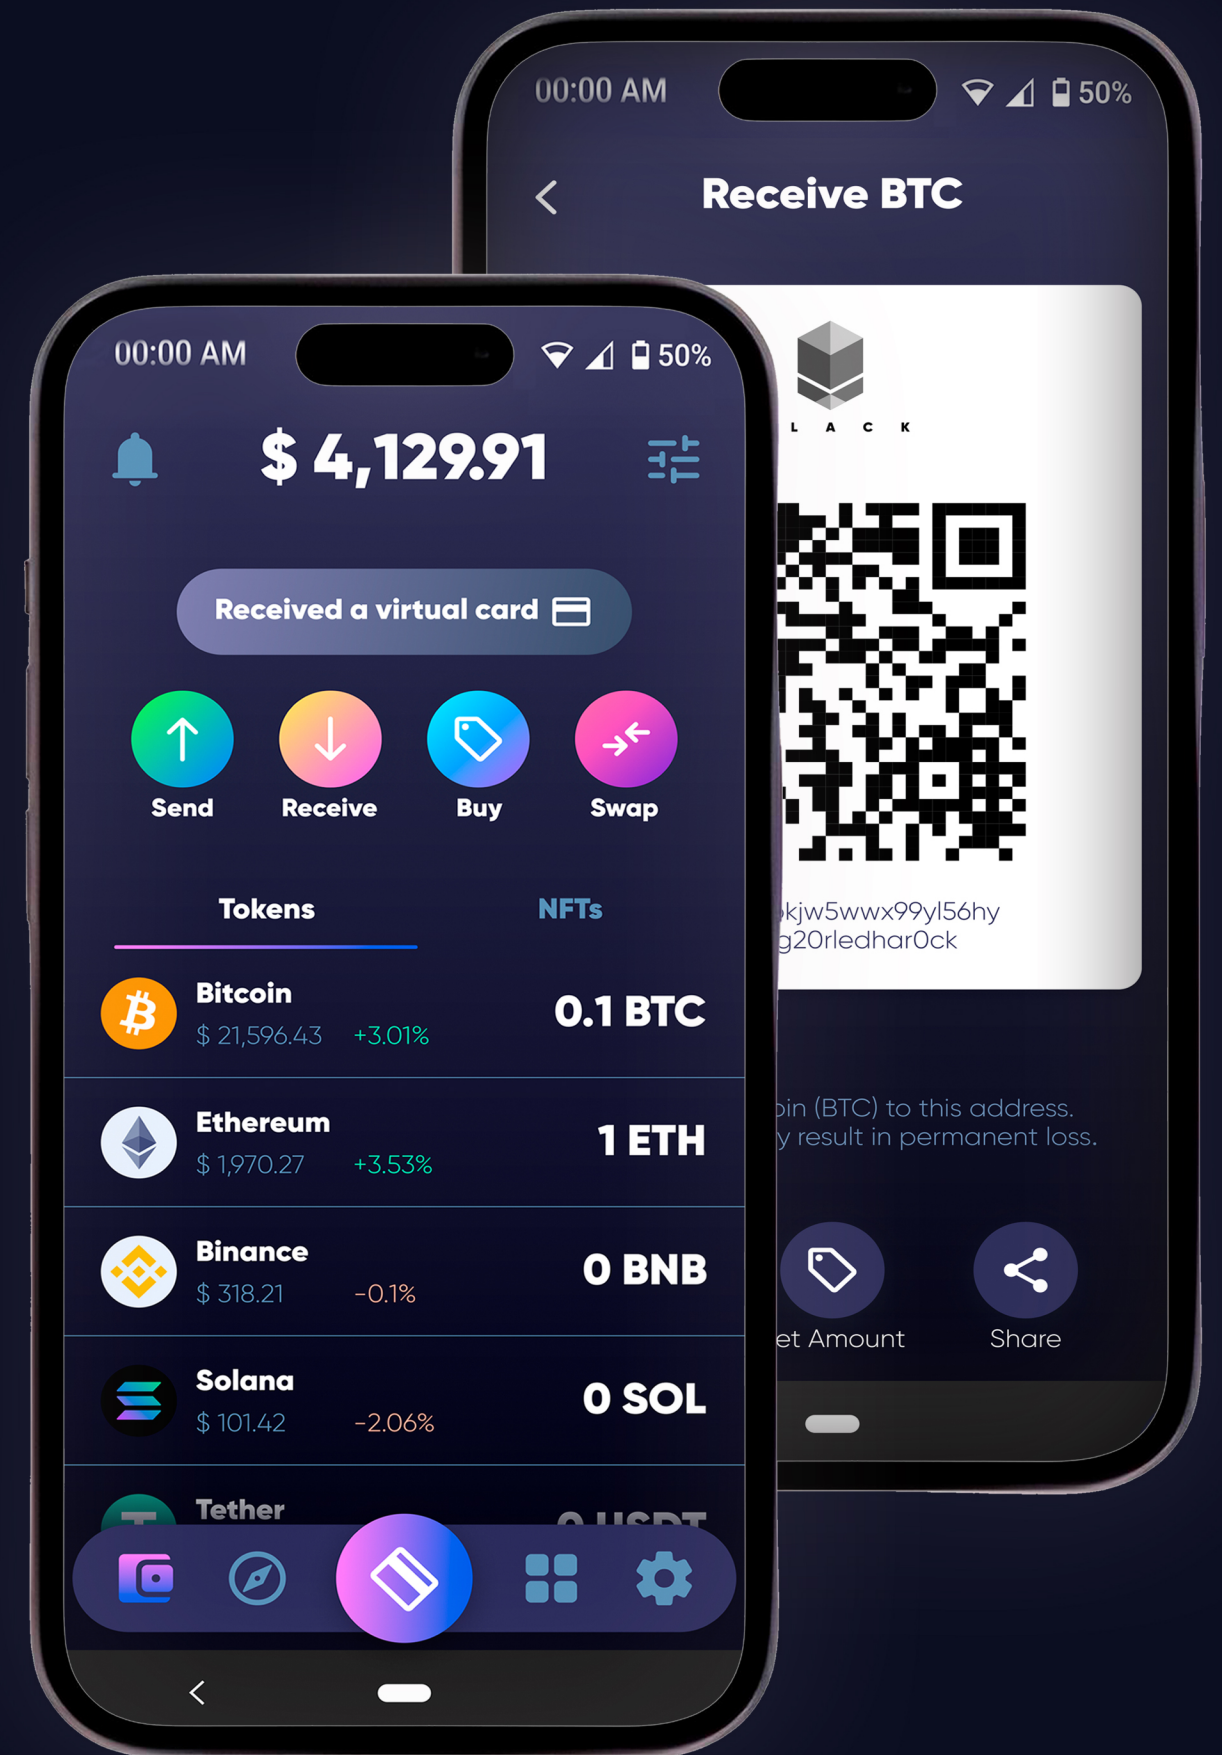 00:00 AM
50%
Receive BTC
L A C K
kjw5wwx99yl56hy
g20rledhar0ck
(BTC) to this address.
result in permanent loss.
Amount
Share
00:00 AM
50%
$ 4,129.91
Received a virtual card
Send Receive Buy Swap
Tokens NFTs
Bitcoin
0.1 BTC
$ 21,596.43 +3.01%
Ethereum
1 ETH
$ 1,970.27 +3.53%
Binance
0 BNB
$ 318.21 -0.1%
Solana
0 SOL
$ 101.42 -2.06%
Tether
0 USDT